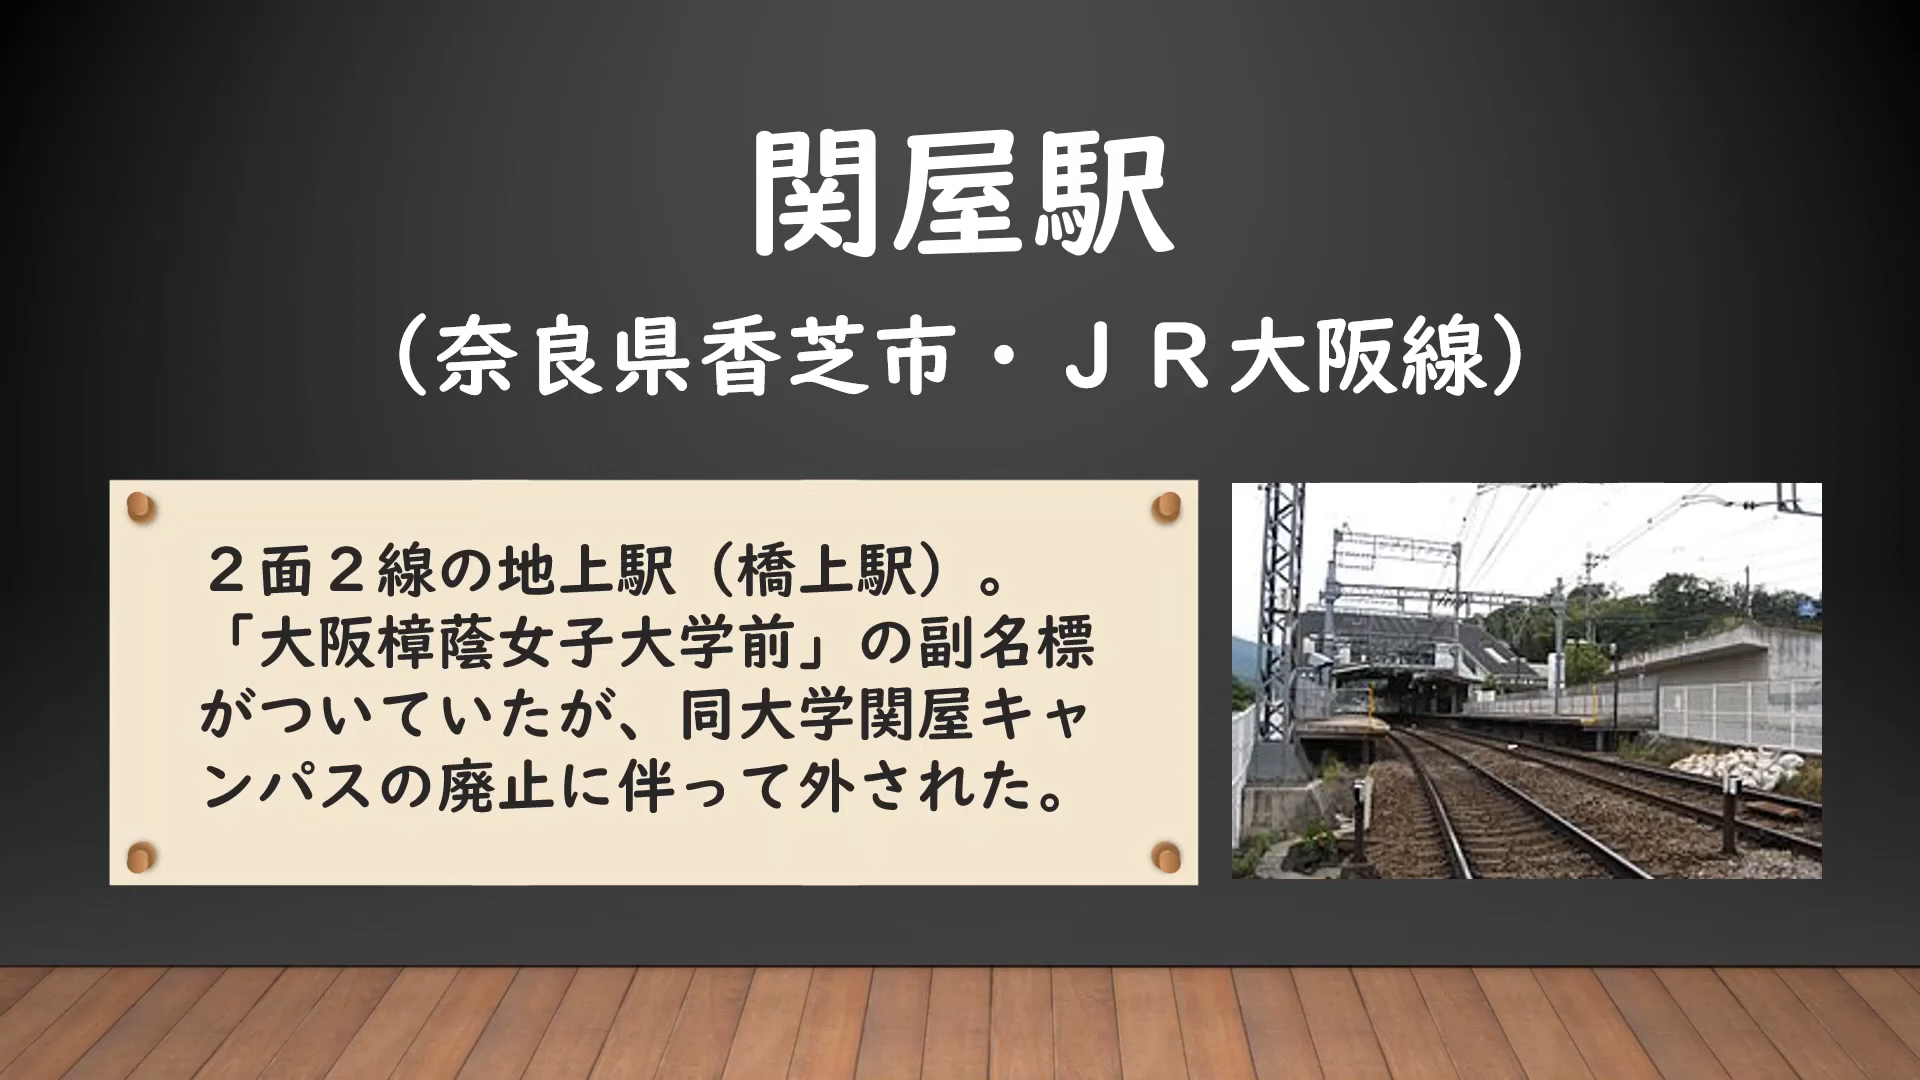 関屋駅
（奈良県香芝市・ＪＲ大阪線）
２面２線の地上駅（橋上駅）。
「大阪樟蔭女子大学前」の副名標
がついていたが、同大学関屋キャ
ンパスの廃止に伴って外された。